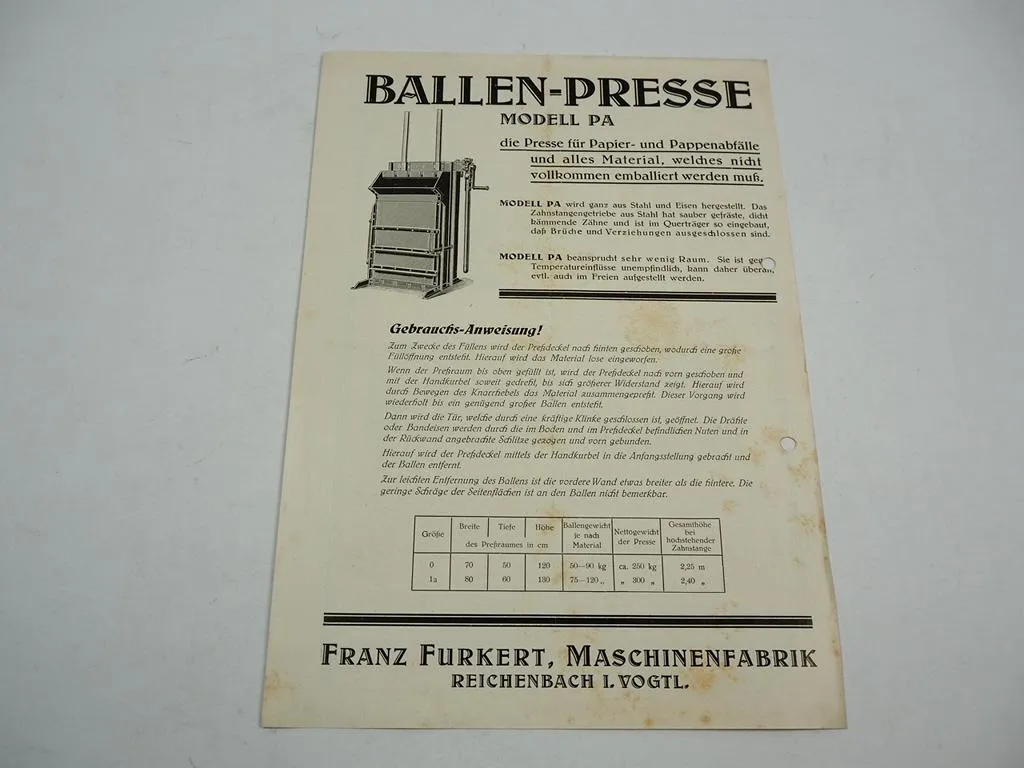 BALLEN-PRESSE
MODELL PA
die Presse für Papier- und Pappenabfälle
und alles Material, welches nicht
vollkommen emballiert werden muß.
MODELL PA wird ganz aus Stahl und Eisen hergestellt. Das
Zahnstangengetriebe aus Stahl hat sauber gefräste, dicht
kämmende Zähne und ist im Querträger so eingebaut,
daß Brüche und Verziehungen ausgeschlossen sind.
MODELL PA beansprucht sehr wenig Raum. Sie ist
Temperatureinflüsse unempfindlich, kann daher
evtl. auch im Freien aufgestellt werden.
Gebrauchs-Anweisung!
Zum Zwecke des Füllens wird der Preßdeckel nach hinten geschoben, wodurch eine große
Füllöffnung entsteht. Hierauf wird das Material lose eingeworfen.
Wenn der Preßraum bis oben gefüllt ist, wird der Preßdeckel nach vorn geschoben und
mit der Handkurbel soweit gedreht, bis sich größerer Widerstand zeigt. Hierauf wird
durch Bewegen des Knarrhebels das Material zusammengepreßt. Dieser Vorgang wird
wiederholt bis ein genügend großer Ballen entsteht.
Dann wird die Tür, welche durch eine kräftige Klinke geschlossen ist, geöffnet. Die Drähte
oder Bandeisen werden durch die im Boden und im Preßdeckel befindlichen Nuten und in
der Rückwand angebrachte Schlitze gezogen und vorn gebunden.
Hierauf wird der Preßdeckel mittels der Handkurbel in die Anfangsstellung gebracht und
der Ballen entfernt.
Zur leichten Entfernung des Ballens ist die vordere Wand etwas breiter als die hintere. Die
geringe Schräge der Seitenflächen ist an den Ballen nicht bemerkbar.
Größe Breite Tiefe Höhe Ballengewicht je nach Material Nettogewicht der Presse Gesamthöhe bei hochstehender Zahnstange
des Preßraumes in cm
0 70 50 120 50—90 kg ca. 250 kg 2,25 m
1a 80 60 130 75—120 „ „ 300 „ 2,40 „
FRANZ FURKERT, MASCHINENFABRIK
REICHENBACH I. VOGTL.